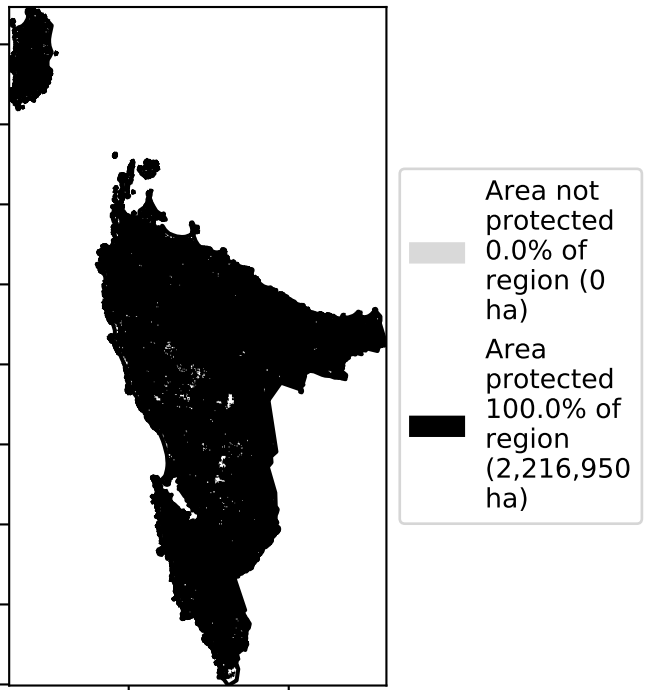 Area not
protected
0.0% of
region (0
ha)
Area
protected
100.0% of
region
(2,216,950
ha)